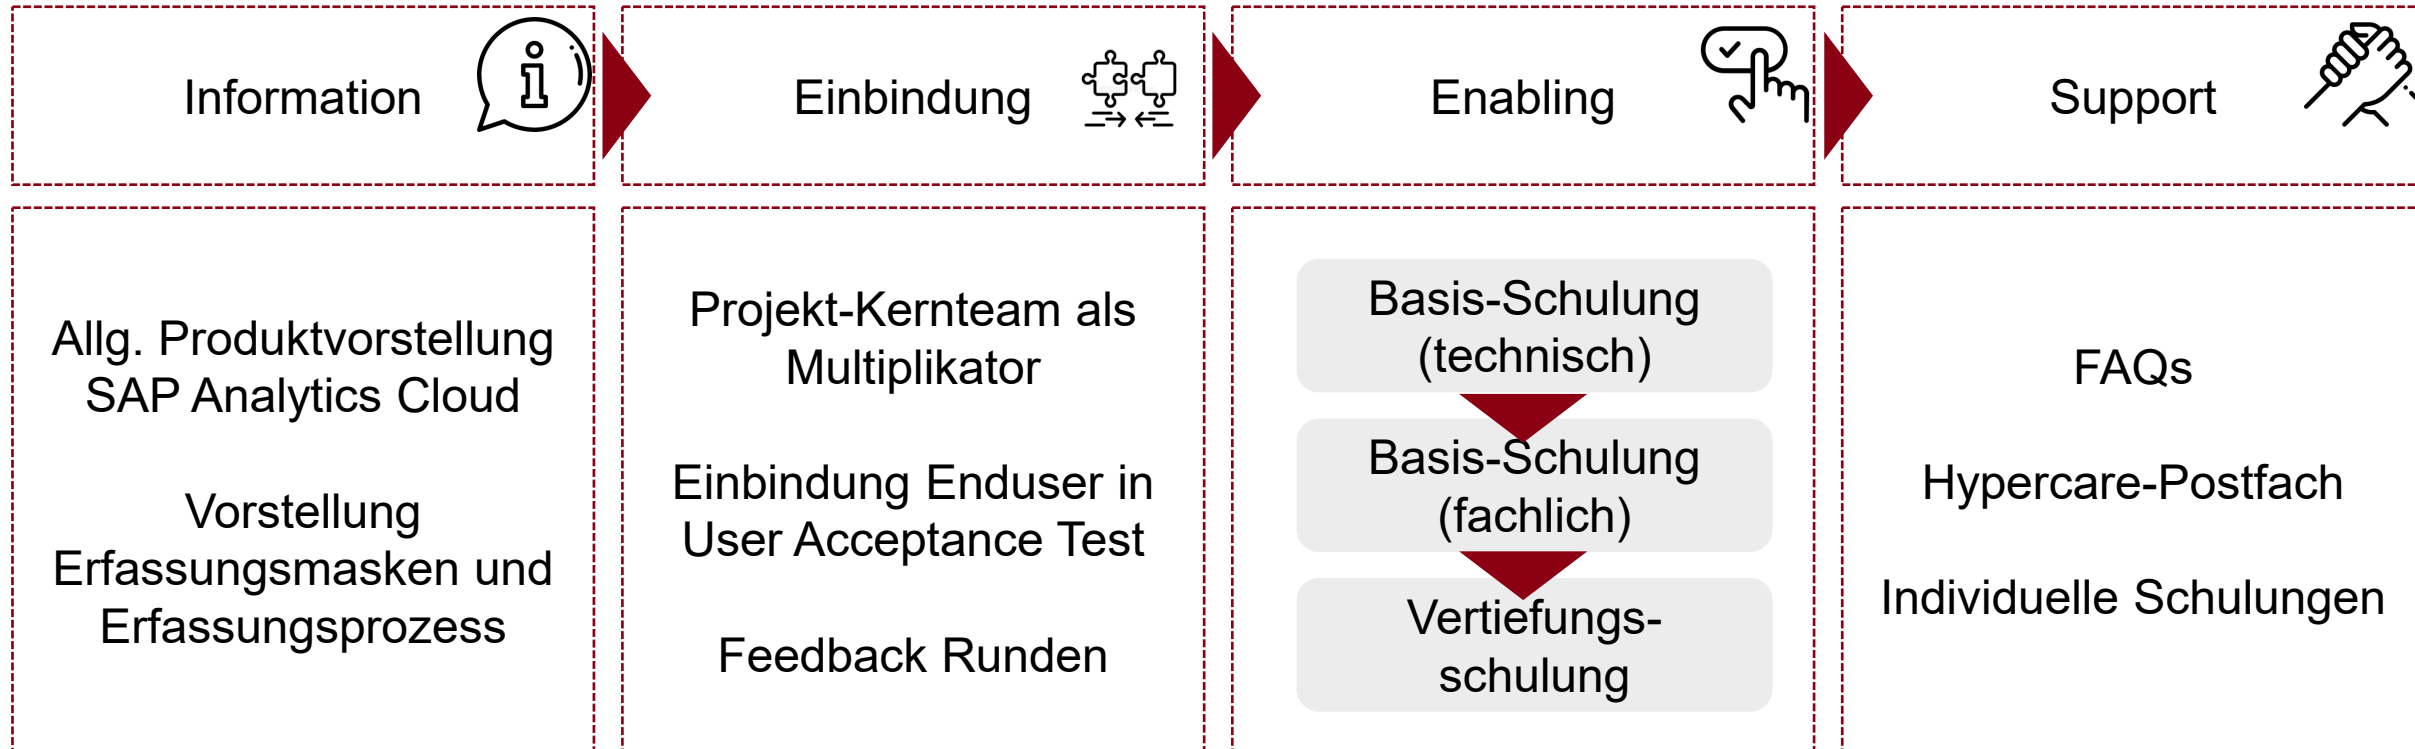 Information
Einbindung
Enabling
Support
Allg. Produktvorstellung
SAP Analytics Cloud
Vorstellung
Erfassungsmasken und
Erfassungsprozess
Projekt-Kernteam als
Multiplikator
Einbindung Enduser in
User Acceptance Test
Feedback Runden
Basis-Schulung
(technisch)
Basis-Schulung
(fachlich)
Vertiefungs-
schulung
FAQs
Hypercare-Postfach
Individuelle Schulungen